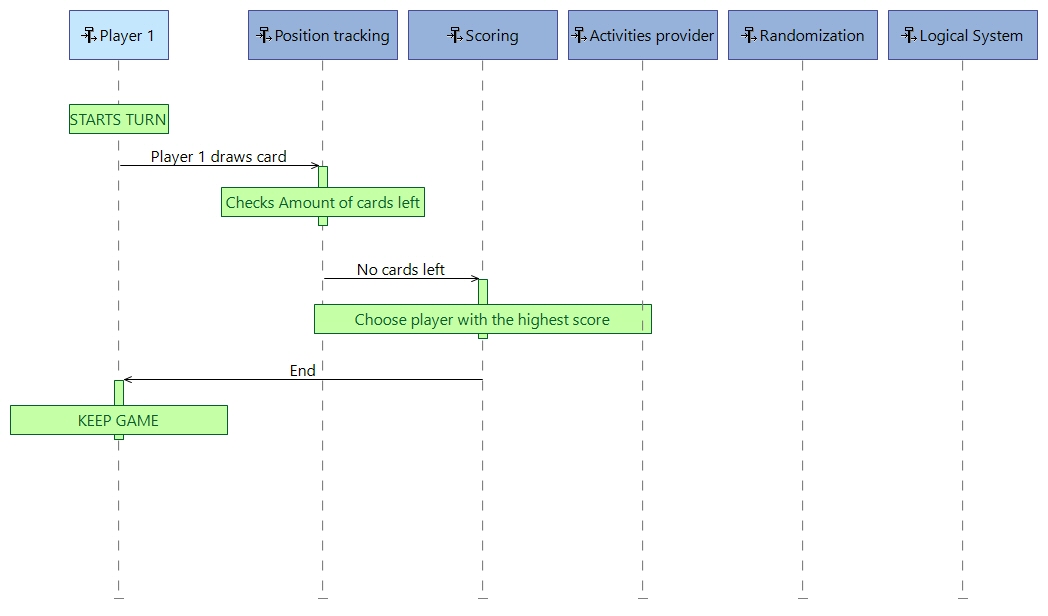 Player 1
Position tracking
Scoring
Activities provider
Randomization
Logical System
STARTS TURN
Player 1 draws card
Checks Amount of cards left
No cards left
Choose player with the highest score
End
KEEP GAME